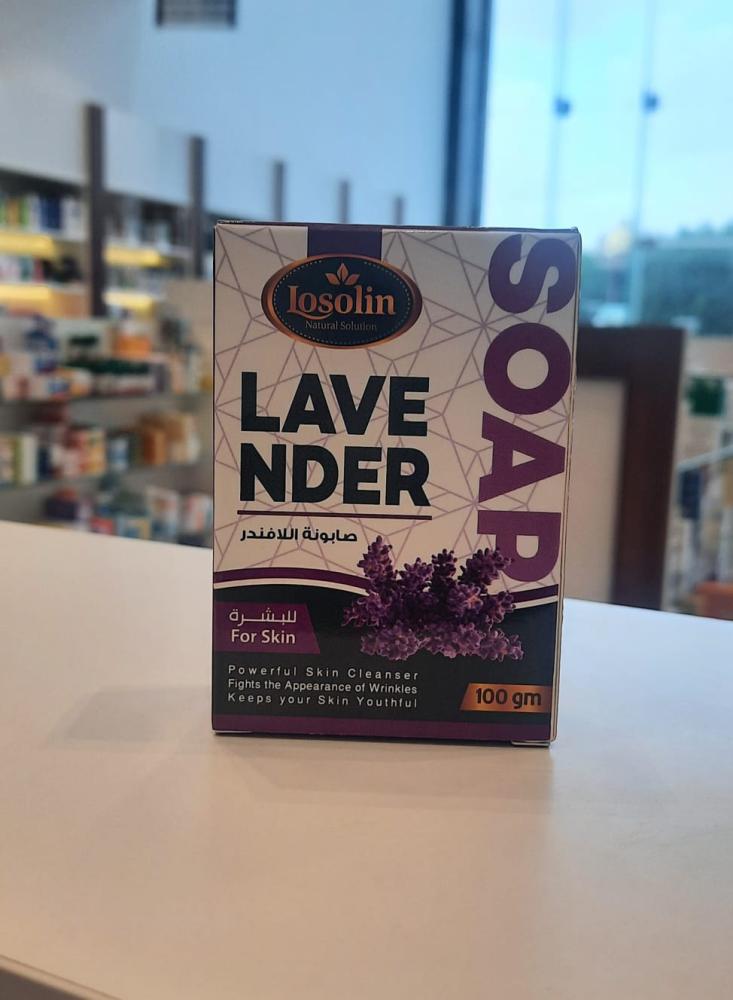 Losolin
Natural Solution
LAVE
NDER
صابونة اللافندر
SOAP
للبشرة
For Skin
Powerful Skin Cleanser
Fights the Appearance of Wrinkles
Keeps your Skin Youthful
100 gm